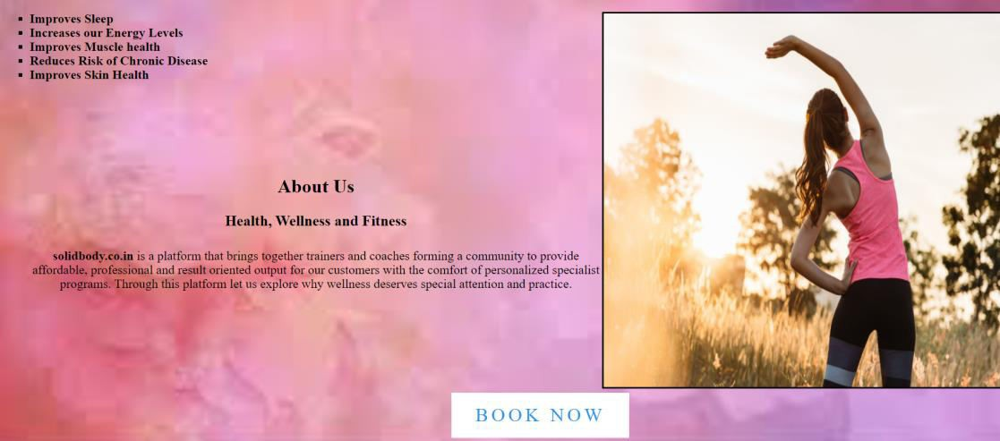 Improves Sleep
Increases our Energy Levels
Improves Muscle health
Reduces Risk of Chronic Disease
Improves Skin Health
About Us
Health, Wellness and Fitness
solidbody.co.in is a platform that brings together trainers and coaches forming a community to provide
affordable, professional and result oriented output for our customers with the comfort of personalized specialist
programs. Through this platform let us explore why wellness deserves special attention and practice.
BOOK NOW